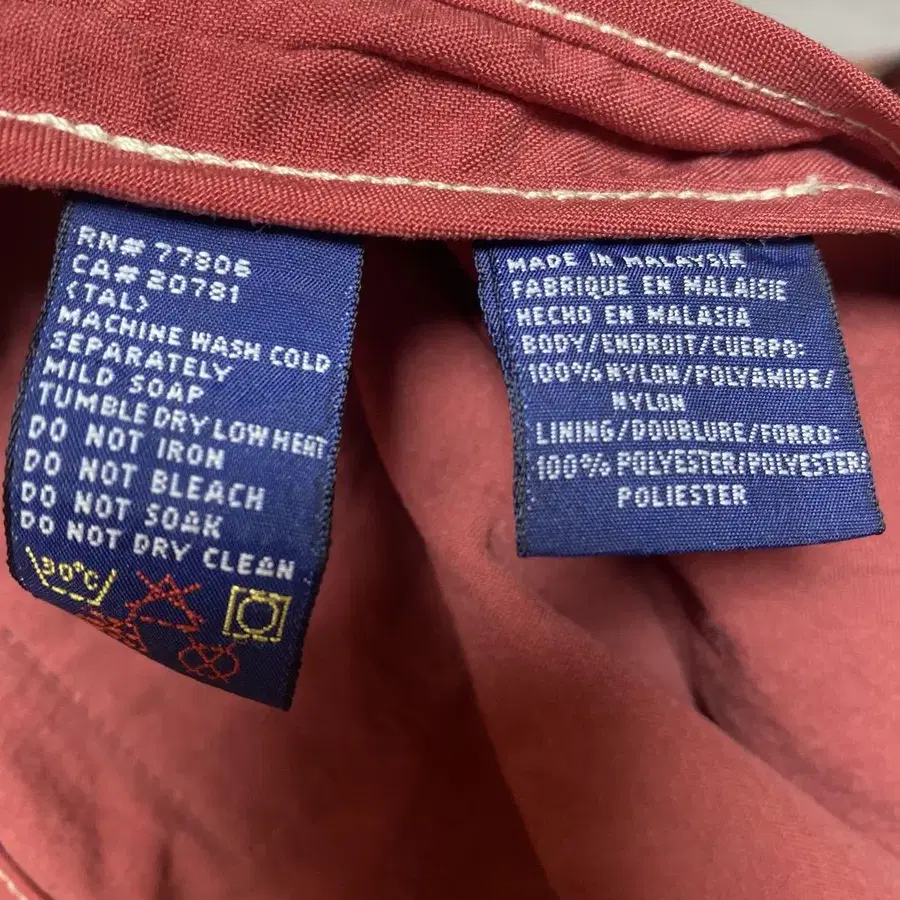 RN# 77806
CA# 20781
<TAL>
MACHINE WASH COLD
SEPARATELY
MILD SOAP
TUMBLE DRY LOW HEAT
DO NOT IRON
DO NOT BLEACH
DO NOT SOAK
DO NOT DRY CLEAN
30°C
MADE IN MALAYSIE
FABRIQUE EN MALAISIE
HECHO EN MALASIA
BODY/ENDROIT/CUERPO:
100% NYLON/POLYAMIDE/
NYLON
LINING/DOUBLURE/FORRO:
100% POLYESTER/POLYESTER/
POLIESTER